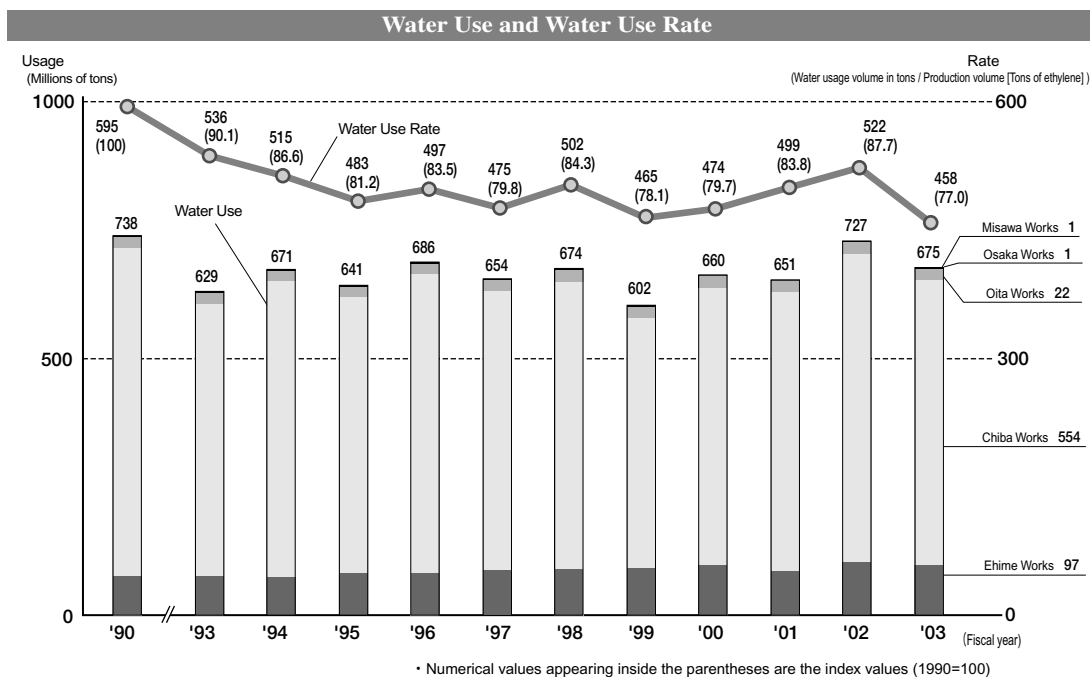 Water Use and Water Use Rate
Usage
(Millions of tons)
Rate
(Water usage volume in tons / Production volume [Tons of ethylene] )
1000
600
595
(100)
536
(90.1)
515
(86.6)
483
(81.2)
497
(83.5)
475
(79.8)
502
(84.3)
465
(78.1)
474
(79.7)
499
(83.8)
522
(87.7)
458
(77.0)
Water Use Rate
Water Use
738
629
671
641
686
654
674
602
660
651
727
675
Misawa Works 1
Osaka Works 1
Oita Works 22
500
300
Chiba Works 554
Ehime Works 97
0
0
'90 '93 '94 '95 '96 '97 '98 '99 '00 '01 '02 '03
(Fiscal year)
・Numerical values appearing inside the parentheses are the index values (1990=100)